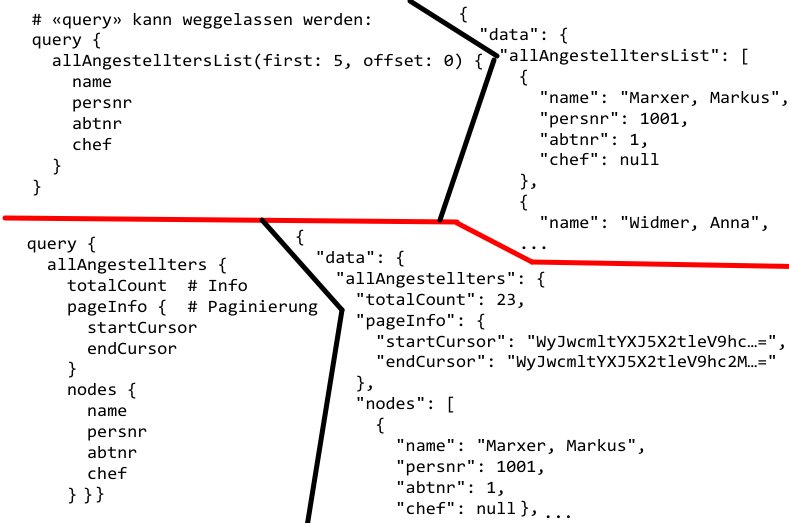 # «query» kann weggelassen werden:
query {
  allAngestelltersList(first: 5, offset: 0) {
    name
    persnr
    abtnr
    chef
  }
}
{
  "data": {
    "allAngestelltersList": [
      {
        "name": "Marxer, Markus",
        "persnr": 1001,
        "abtnr": 1,
        "chef": null
      },
      {
        "name": "Widmer, Anna",
      ...
query {
  allAngestellters {
    totalCount  # Info
    pageInfo {  # Paginierung
      startCursor
      endCursor
    }
    nodes {
      name
      persnr
      abtnr
      chef
    } } }
{
  "data": {
    "allAngestellters": {
      "totalCount": 23,
      "pageInfo": {
        "startCursor": "WyJwcmltYXJ5X2tleV9hc…=",
        "endCursor": "WyJwcmltYXJ5X2tleV9hc2M…="
      },
      "nodes": [
        {
          "name": "Marxer, Markus",
          "persnr": 1001,
          "abtnr": 1,
          "chef": null }, ...